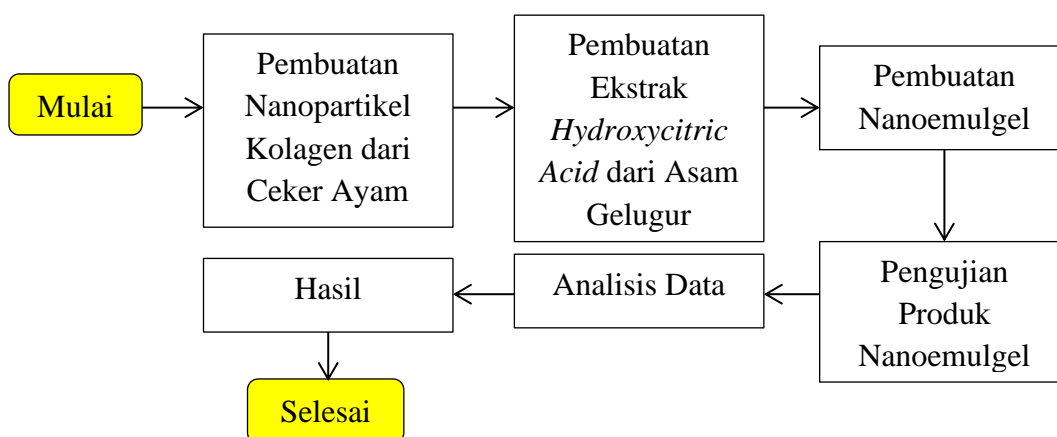 Mulai
Pembuatan
Nanopartikel
Kolagen dari
Ceker Ayam
Pembuatan
Ekstrak
Hydroxycitric
Acid dari Asam
Gelugur
Pembuatan
Nanoemulgel
Pengujian
Produk
Nanoemulgel
Analisis Data
Hasil
Selesai